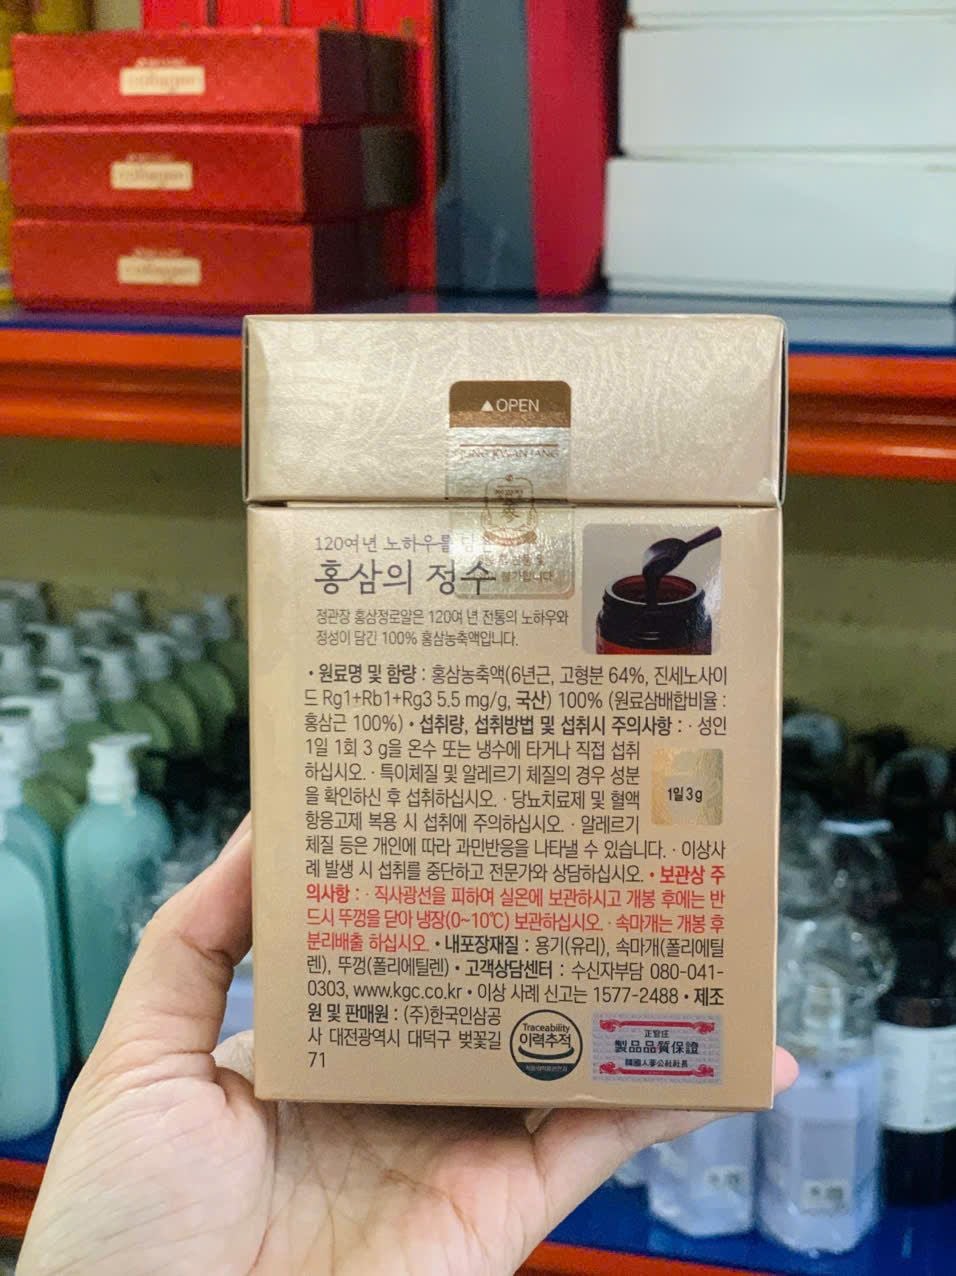 collagen
collagen
collagen
▲OPEN
JUNG KWAN JANG
정관장
120여년 노하우를
홍삼의 정수
정관장 홍삼정로얄은 120여 년 전통의 노하우와
정성이 담긴 100% 홍삼농축액입니다.
• 원료명 및 함량 : 홍삼농축액(6년근, 고형분 64%, 진세노사이
드 Rg1+Rb1+Rg3 5.5 mg/g, 국산) 100% (원료삼배합비율 :
홍삼근 100%) • 섭취량, 섭취방법 및 섭취시 주의사항 : · 성인
1일 1회 3 g을 온수 또는 냉수에 타거나 직접 섭취
하십시오. · 특이체질 및 알레르기 체질의 경우 성분
을 확인하신 후 섭취하십시오. · 당뇨치료제 및 혈액
1일 3g
항응고제 복용 시 섭취에 주의하십시오. · 알레르기
체질 등은 개인에 따라 과민반응을 나타낼 수 있습니다. · 이상사
례 발생 시 섭취를 중단하고 전문가와 상담하십시오. • 보관상 주
의사항 : · 직사광선을 피하여 실온에 보관하시고 개봉 후에는 반
드시 뚜껑을 닫아 냉장(0~10℃) 보관하십시오. · 속마개는 개봉 후
분리배출 하십시오. • 내포장재질 : 용기(유리), 속마개(폴리에틸
렌), 뚜껑(폴리에틸렌) • 고객상담센터 : 수신자부담 080-041-
0303, www.kgc.co.kr • 이상 사례 신고는 1577-2488 • 제조
원 및 판매원 : (주)한국인삼공
사 대전광역시 대덕구 벚꽃길
71
Traceability
이력추적
正官庄
製品品質保證
韓國人蔘公社社長